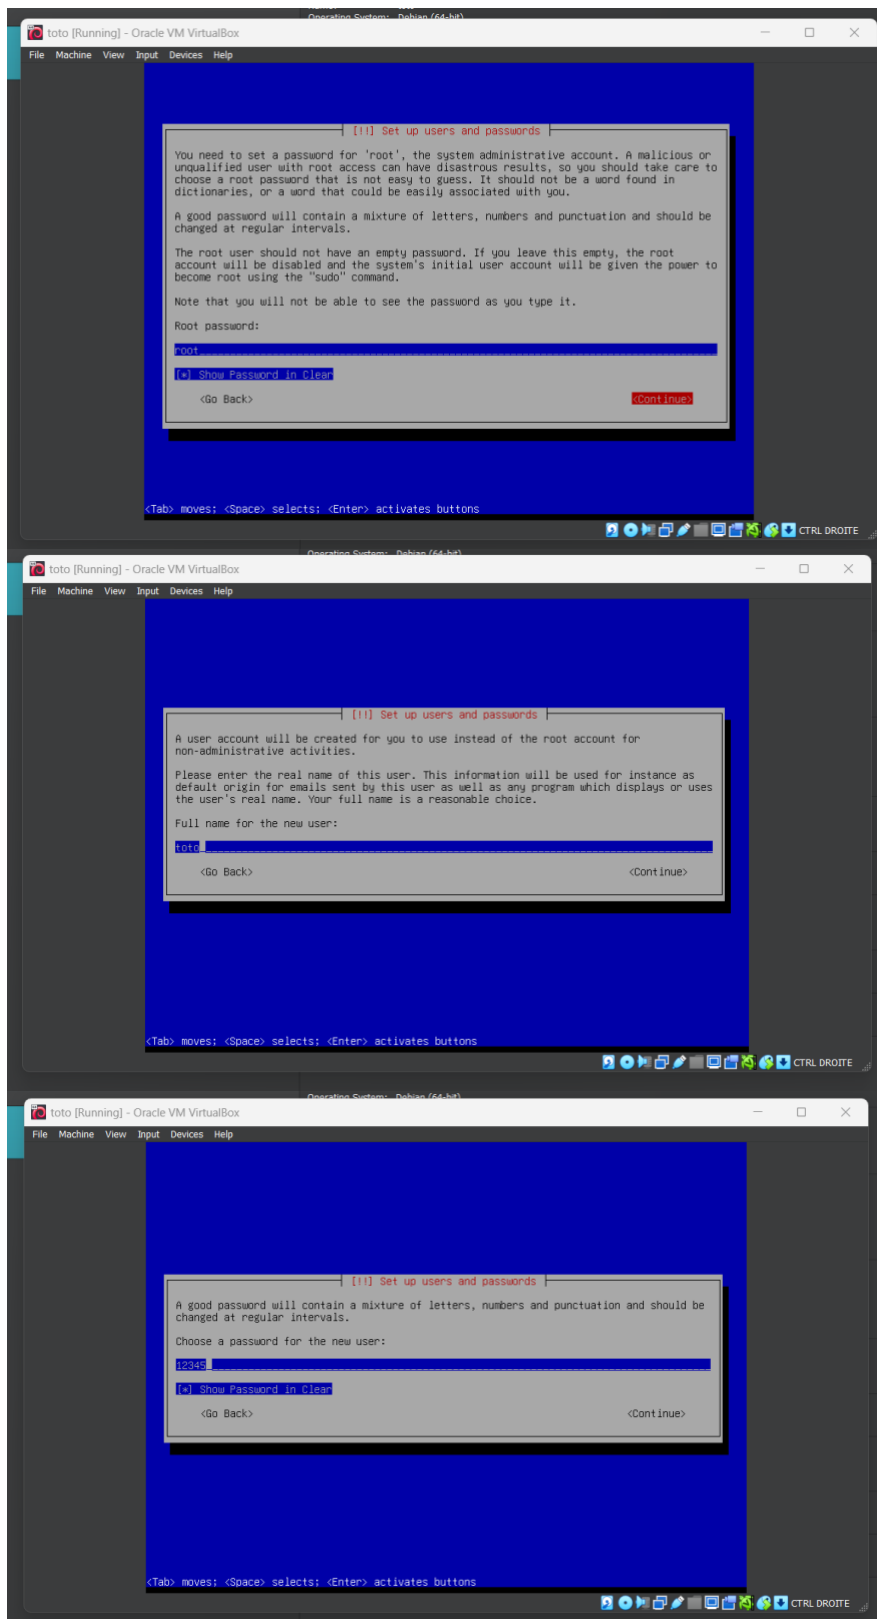 Operating System: Debian (64-bit)
toto [Running] - Oracle VM VirtualBox
File Machine View Input Devices Help
[!!] Set up users and passwords
You need to set a password for 'root', the system administrative account. A malicious or
unqualified user with root access can have disastrous results, so you should take care to
choose a root password that is not easy to guess. It should not be a word found in
dictionaries, or a word that could be easily associated with you.
A good password will contain a mixture of letters, numbers and punctuation and should be
changed at regular intervals.
The root user should not have an empty password. If you leave this empty, the root
account will be disabled and the system's initial user account will be given the power to
become root using the "sudo" command.
Note that you will not be able to see the password as you type it.
Root password:
root
[*] Show Password in Clear
<Go Back> <Continue>
<Tab> moves; <Space> selects; <Enter> activates buttons
CTRL DROITE
Operating System: Debian (64-bit)
toto [Running] - Oracle VM VirtualBox
File Machine View Input Devices Help
[!!] Set up users and passwords
A user account will be created for you to use instead of the root account for
non-administrative activities.
Please enter the real name of this user. This information will be used for instance as
default origin for emails sent by this user as well as any program which displays or uses
the user's real name. Your full name is a reasonable choice.
Full name for the new user:
toto
<Go Back> <Continue>
<Tab> moves; <Space> selects; <Enter> activates buttons
CTRL DROITE
Operating System: Debian (64-bit)
toto [Running] - Oracle VM VirtualBox
File Machine View Input Devices Help
[!!] Set up users and passwords
A good password will contain a mixture of letters, numbers and punctuation and should be
changed at regular intervals.
Choose a password for the new user:
12345
[*] Show Password in Clear
<Go Back> <Continue>
<Tab> moves; <Space> selects; <Enter> activates buttons
CTRL DROITE